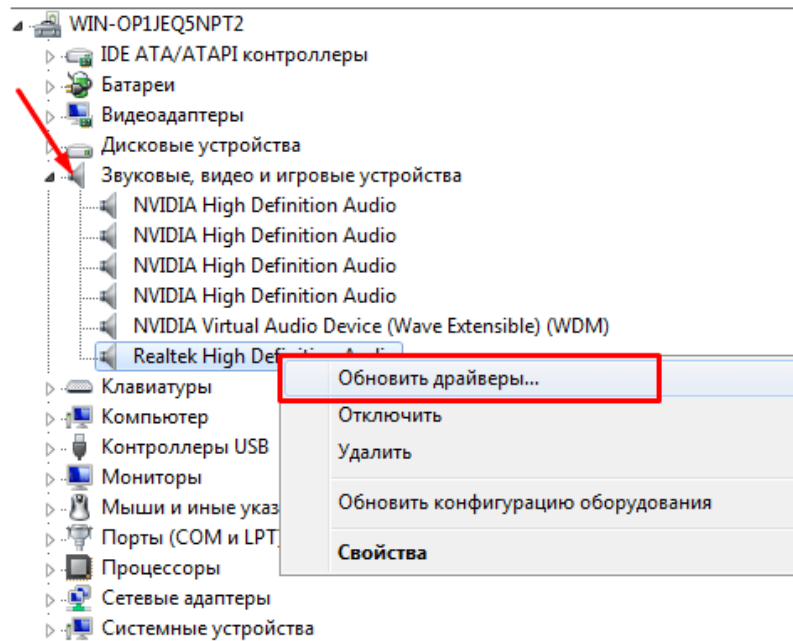 WIN-OP1JEQ5NPT2
IDE ATA/ATAPI контроллеры
Батареи
Видеоадаптеры
Дисковые устройства
Звуковые, видео и игровые устройства
NVIDIA High Definition Audio
NVIDIA High Definition Audio
NVIDIA High Definition Audio
NVIDIA High Definition Audio
NVIDIA Virtual Audio Device (Wave Extensible) (WDM)
Realtek High Definition Audio
Обновить драйверы...
Клавиатуры
Компьютер
Отключить
Контроллеры USB
Удалить
Мониторы
Мыши и иные указ
Обновить конфигурацию оборудования
Порты (COM и LPT)
Свойства
Процессоры
Сетевые адаптеры
Системные устройства